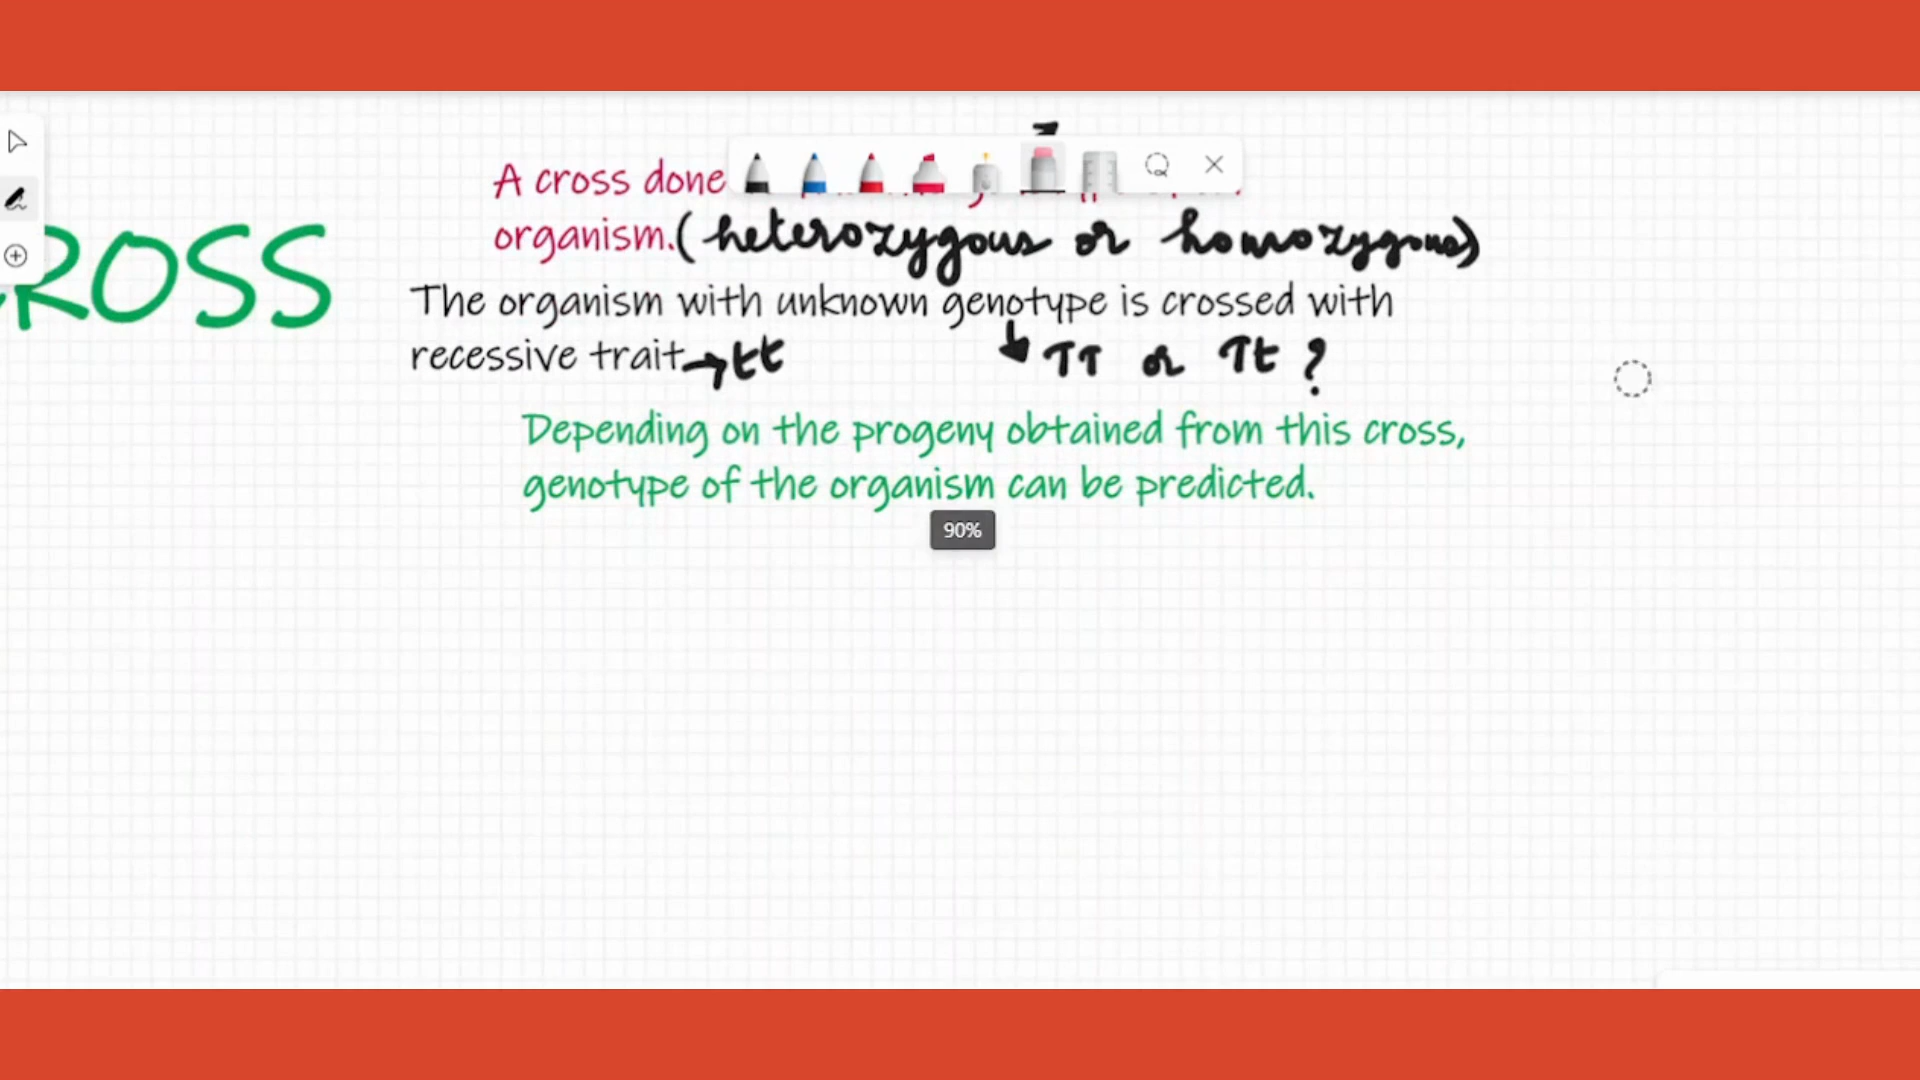 A cross done
organism. (heterozygous or homozygous)
ROSS
The organism with unknown genotype is crossed with
recessive trait → tt TT or Tt ?
Depending on the progeny obtained from this cross,
genotype of the organism can be predicted.
90%